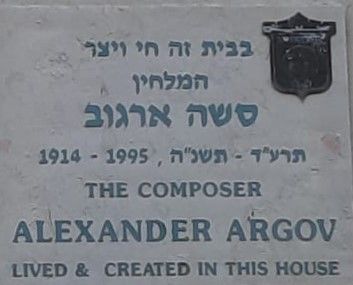 בבית זה חי ויצר
המלחין
סשה ארגוב
תרע"ד - תשנ"ה , 1995 - 1914
THE COMPOSER
ALEXANDER ARGOV
LIVED & CREATED IN THIS HOUSE